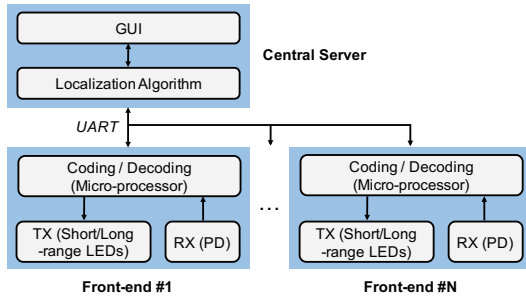 GUI
Central Server
Localization Algorithm
UART
Coding / Decoding
(Micro-processor)
TX (Short/Long
-range LEDs)
RX (PD)
...
Coding / Decoding
(Micro-processor)
TX (Short/Long
-range LEDs)
RX (PD)
Front-end #1
Front-end #N